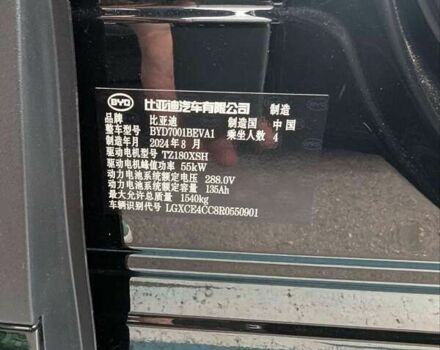 BYD 比亚迪汽车有限公司 制造
品牌 比亚迪 制造国 中国
整车型号 BYD7001BEVA1 乘坐人数 4
制造年月 2024年8月
驱动电机型号 TZ180XSH
驱动电机峰值功率 55kW
动力电池系统额定电压 288.0V
动力电池系统额定容量 135Ah
最大允许总质量 1540kg
车辆识别代号 LGXCE4CC8R0550901